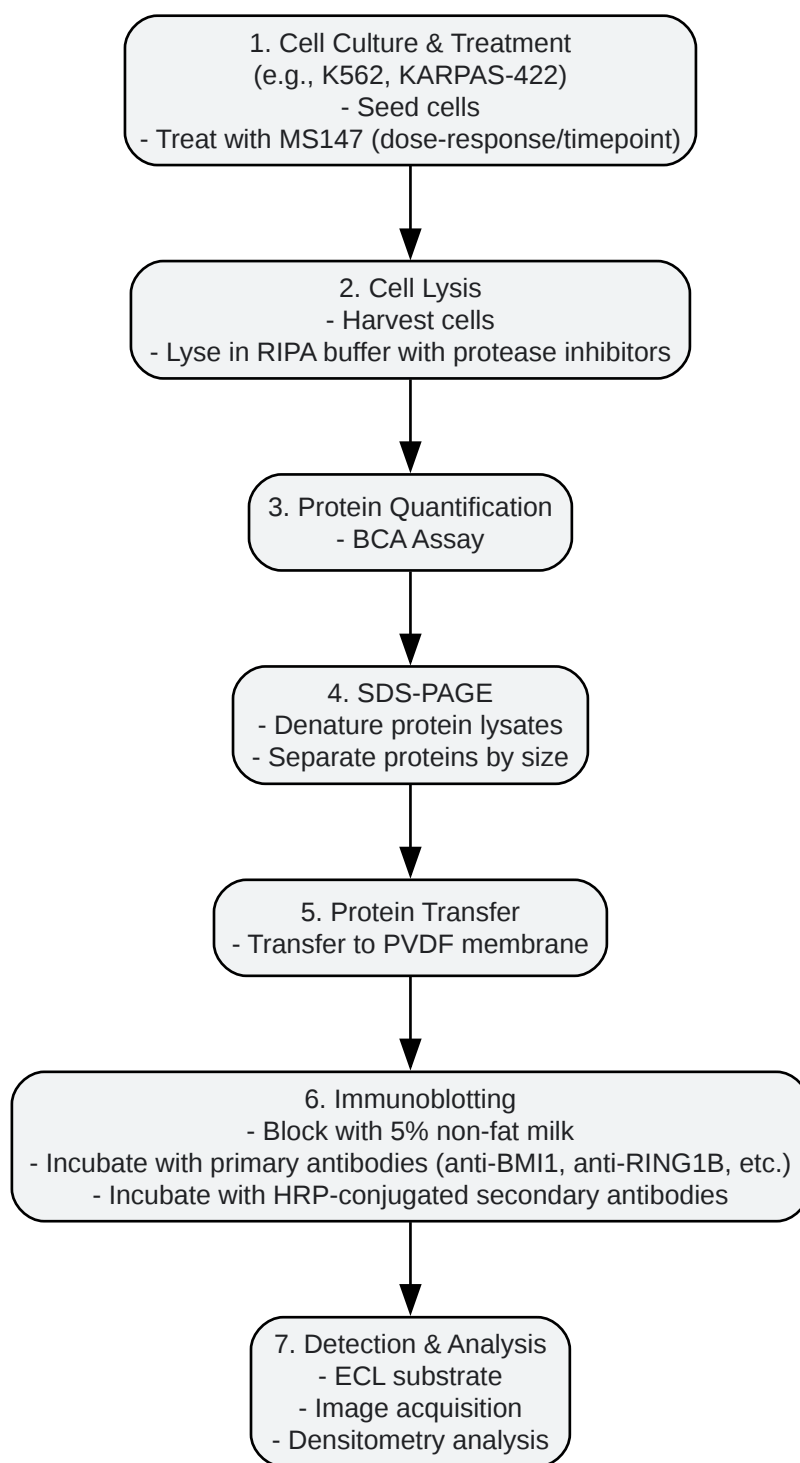 1. Cell Culture & Treatment
(e.g., K562, KARPAS-422)
- Seed cells
- Treat with MS147 (dose-response/timepoint)
2. Cell Lysis
- Harvest cells
- Lyse in RIPA buffer with protease inhibitors
3. Protein Quantification
- BCA Assay
4. SDS-PAGE
- Denature protein lysates
- Separate proteins by size
5. Protein Transfer
- Transfer to PVDF membrane
6. Immunoblotting
- Block with 5% non-fat milk
- Incubate with primary antibodies (anti-BMI1, anti-RING1B, etc.)
- Incubate with HRP-conjugated secondary antibodies
7. Detection & Analysis
- ECL substrate
- Image acquisition
- Densitometry analysis